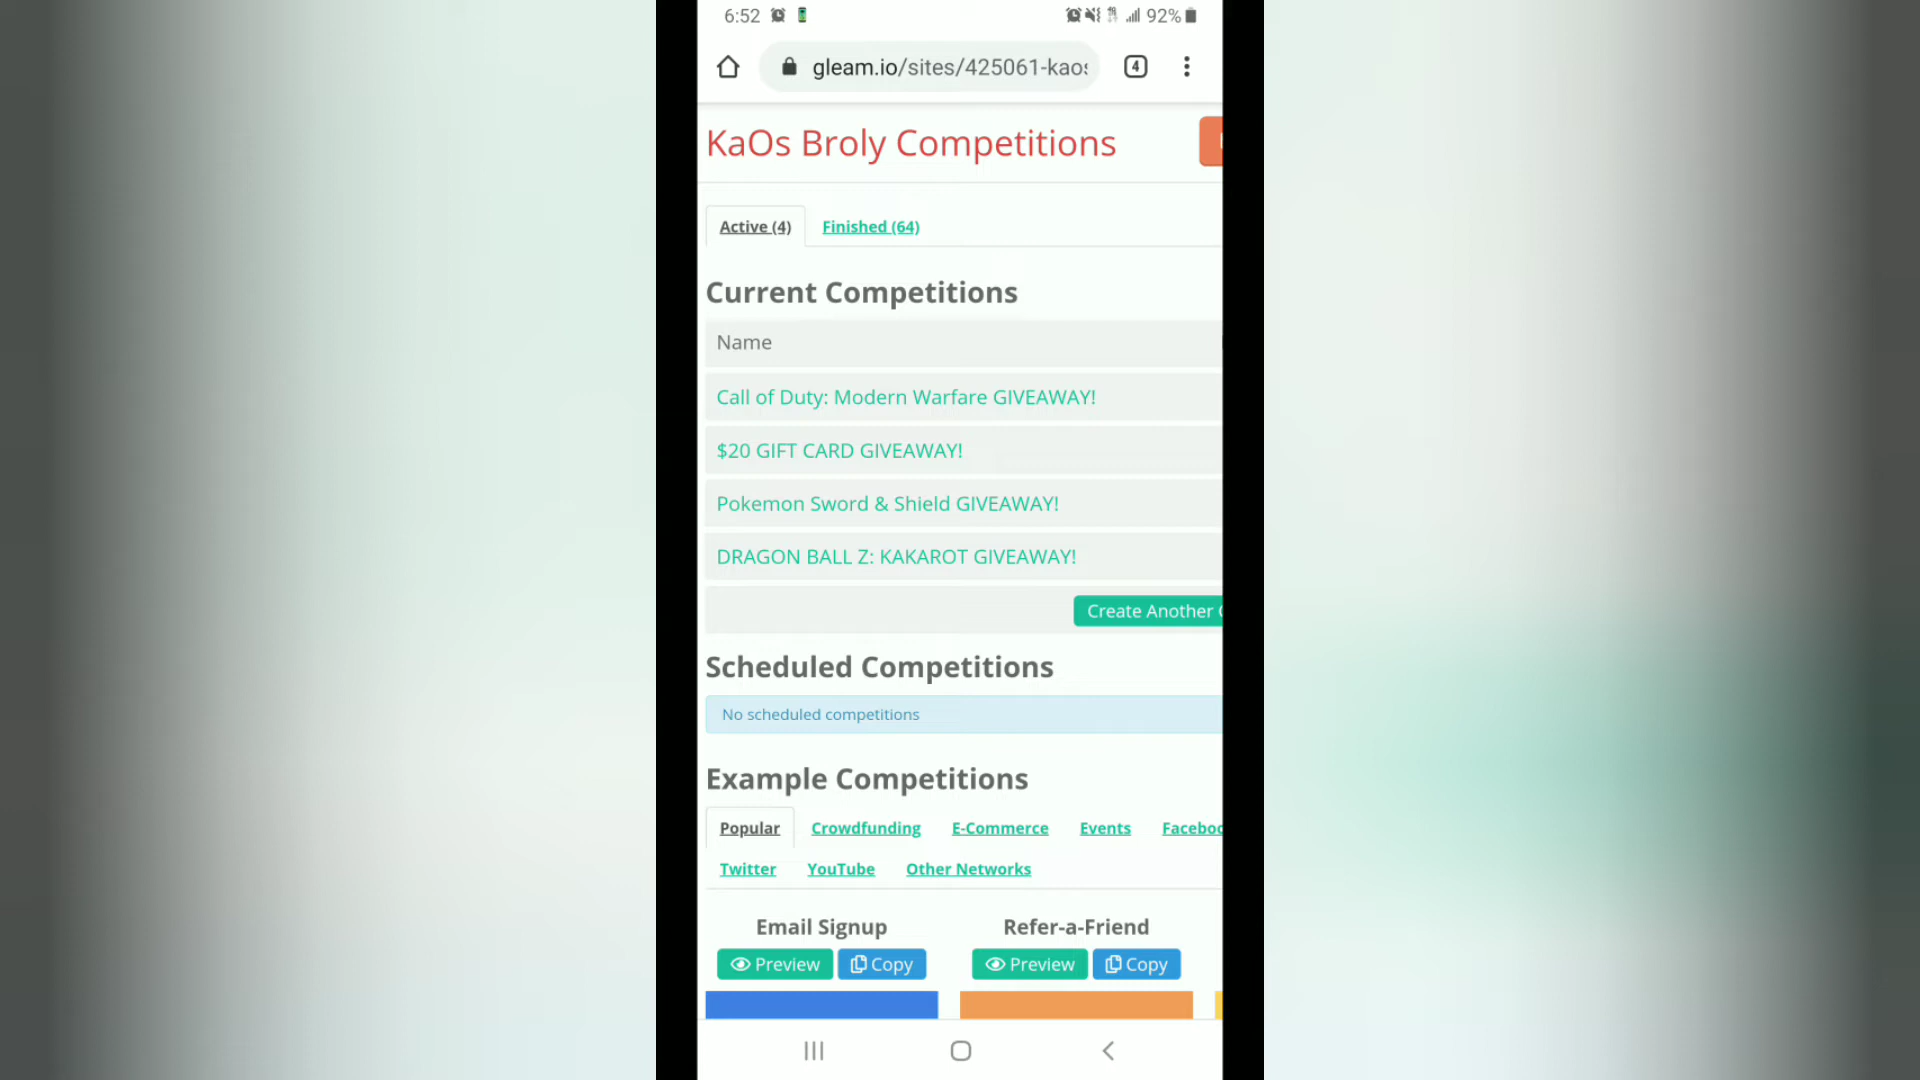 6:52
92%
gleam.io/sites/425061-kaos
4
KaOs Broly Competitions
Active (4)
Finished (64)
Current Competitions
Name
Call of Duty: Modern Warfare GIVEAWAY!
$20 GIFT CARD GIVEAWAY!
Pokemon Sword & Shield GIVEAWAY!
DRAGON BALL Z: KAKAROT GIVEAWAY!
Create Another
Scheduled Competitions
No scheduled competitions
Example Competitions
Popular Crowdfunding E-Commerce Events Faceboo
Twitter YouTube Other Networks
Email Signup
Refer-a-Friend
Preview Copy
Preview Copy